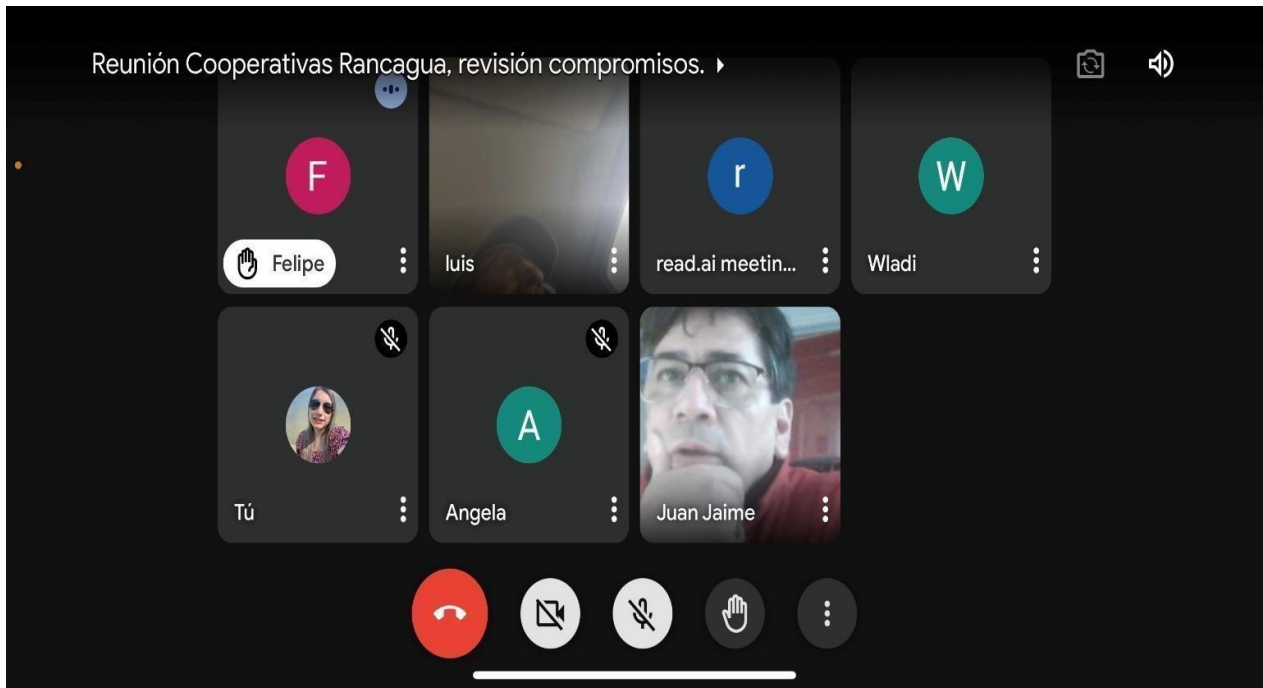 Reunión Cooperativas Rancagua, revisión compromisos.
F
r
W
Felipe
luis
read.ai meetin...
Wladi
A
Tú
Angela
Juan Jaime